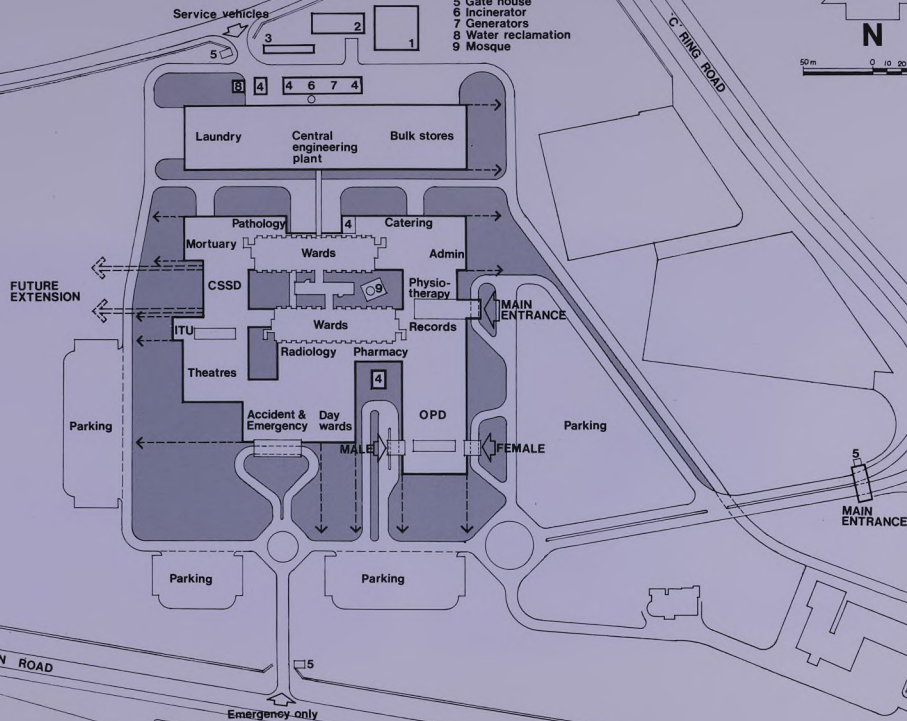 5 Gate house
6 Incinerator
7 Generators
8 Water reclamation
9 Mosque
Service vehicles
2
1
3
5
'C' RING ROAD
N
50m 0 10 20
8 4 4 6 7 4
Laundry
Central
engineering
plant
Bulk stores
Pathology
4
Catering
Mortuary
Wards
Admin
FUTURE
EXTENSION
CSSD
9
Physio-
therapy
MAIN
ENTRANCE
ITU
Wards
Records
Radiology
Pharmacy
Theatres
4
Parking
Accident &
Emergency
Day
wards
OPD
Parking
MALE
FEMALE
5
MAIN
ENTRANCE
Parking
Parking
N ROAD
5
Emergency only